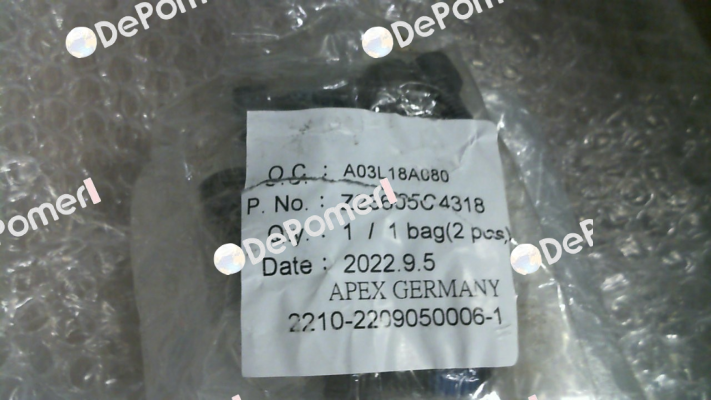 DePomeri
DePomeri
O.C. : A03L18A080
P. No. :
Qty. : 1 / 1 bag(2 pcs)
Date : 2022.9.5
APEX GERMANY
2210-2209050006-1
DePomeri
DePomeri
DeP